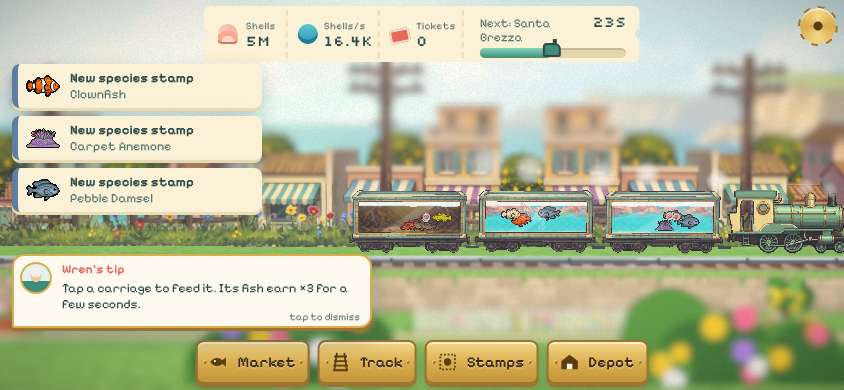 Shells
5M
Shells/s
16.4K
Tickets
0
Next: Santa
Brezza
23S
New species stamp
Clownfish
New species stamp
Carpet Anemone
New species stamp
Pebble Damsel
Wren's tip
Tap a carriage to feed it. Its fish earn ×3 for a
few seconds.
tap to dismiss
Market
Track
Stamps
Depot